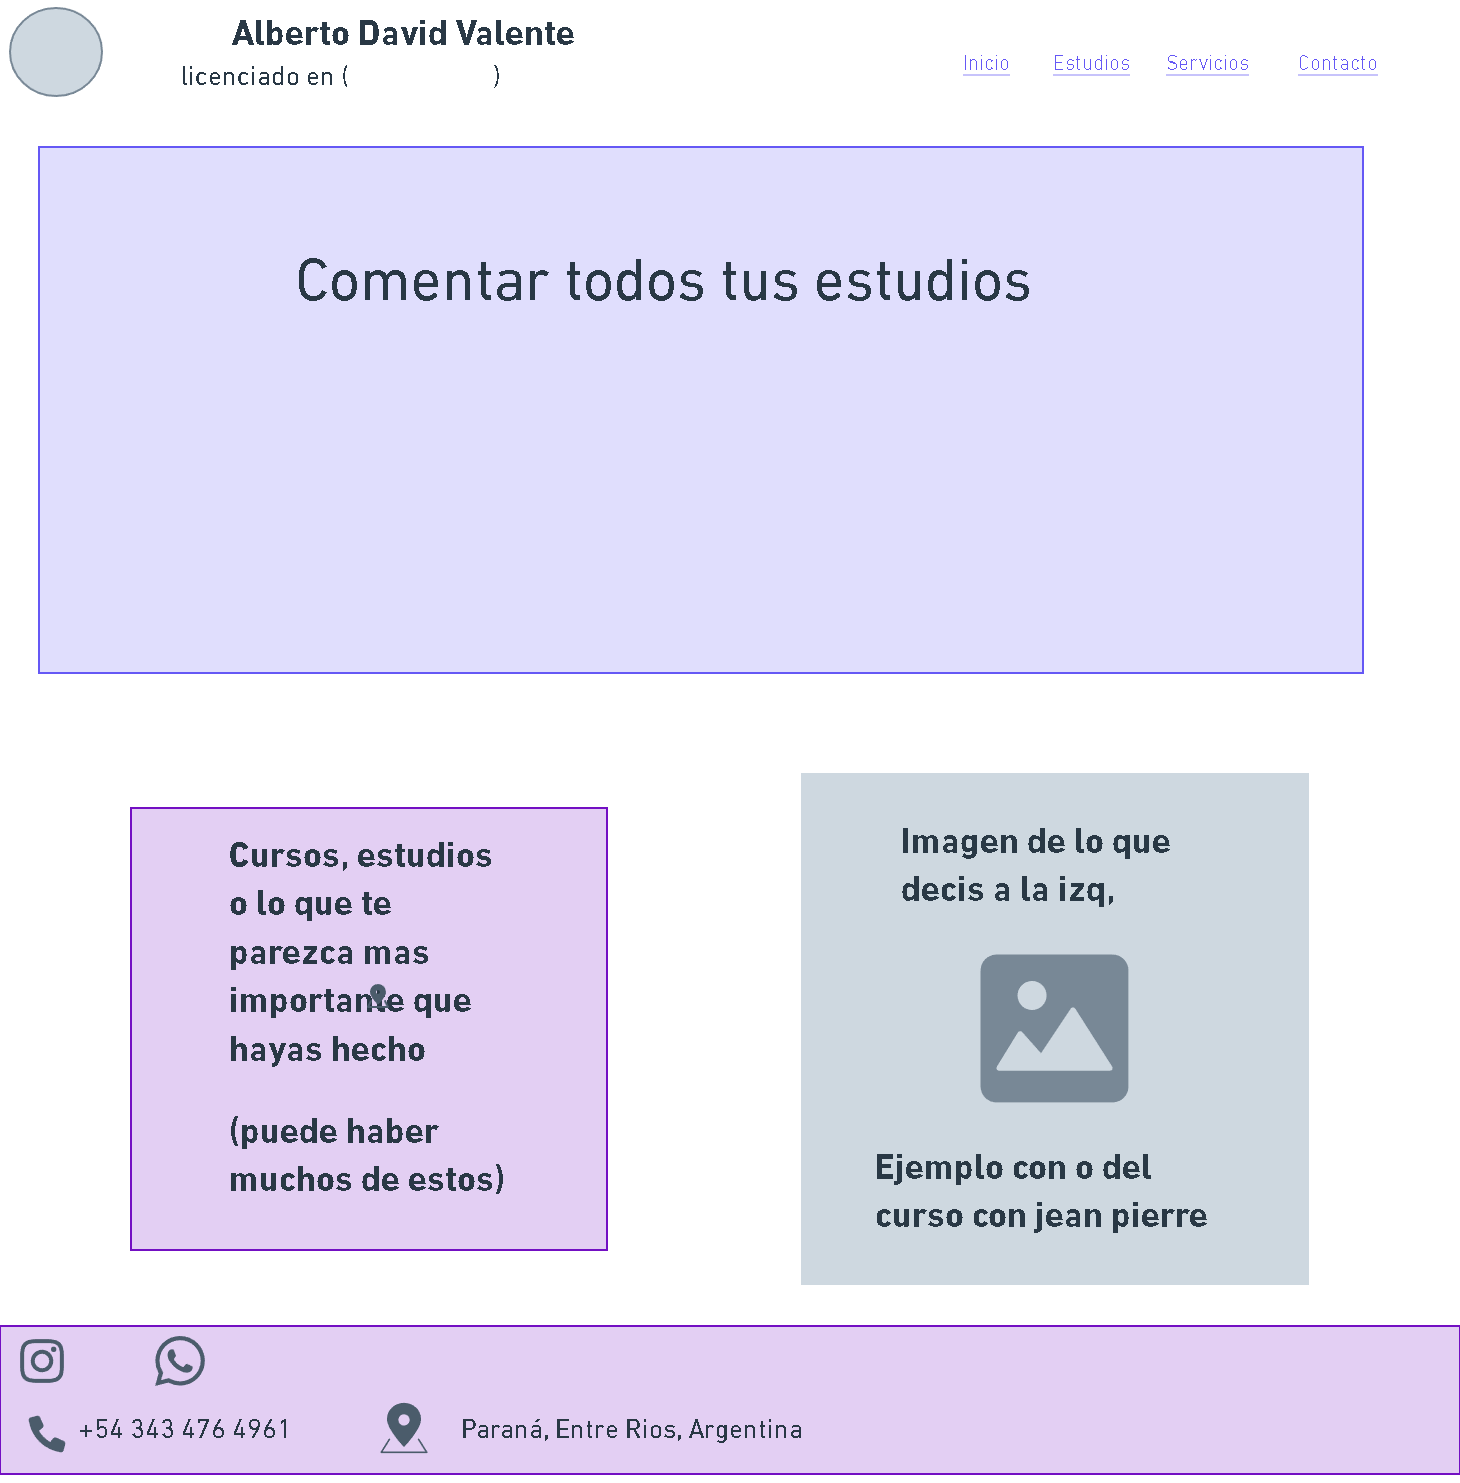 Alberto David Valente
licenciado en (                    )
Inicio
Estudios
Servicios
Contacto
Comentar todos tus estudios
Cursos, estudios
o lo que te
parezca mas
importante que
hayas hecho
(puede haber
muchos de estos)
Imagen de lo que
decis a la izq,
Ejemplo con o del
curso con jean pierre
+54 343 476 4961
Paraná, Entre Rios, Argentina